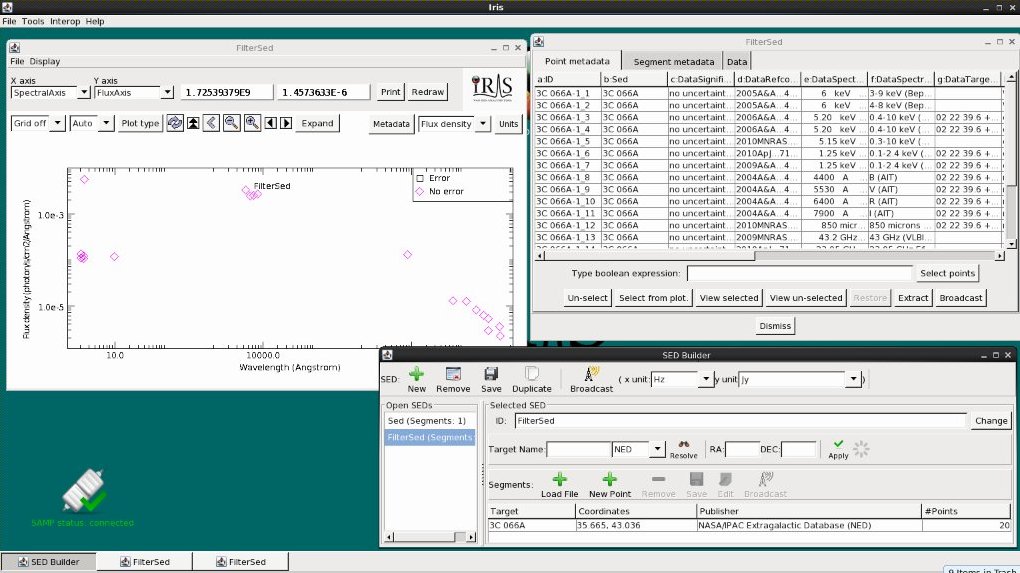 Iris
File Tools Interop Help
FilterSed
File Display
X axis Y axis
SpectralAxis FluxAxis 1.72539379E9 1.4573633E-6 Print Redraw
IRIS
Grid off Auto Plot type Expand Metadata Flux density Units
FilterSed
Error
No error
1.0e-3
1.0e-5
Flux density(photon/s/cm2/Angstrom)
10.0 10000.0
Wavelength (Angstrom)
FilterSed
Point metadata Segment metadata Data
a:ID b:Sed c:DataSignifi... d:DataRefco... e:DataSpect... f:DataSpectr... g:DataTarge...
3C 066A-1_1 3C 066A no uncertaint... 2005A&A...4... 6 keV ... 3-9 keV (Bep...
3C 066A-1_2 3C 066A no uncertaint... 2005A&A...4... 6 keV ... 4-8 keV (Bep...
3C 066A-1_3 3C 066A no uncertaint... 2006A&A...4... 5.20 keV ... 0.4-10 keV (... 02 22 39.6 +...
3C 066A-1_4 3C 066A no uncertaint... 2006A&A...4... 5.20 keV ... 0.4-10 keV (... 02 22 39.6 +...
3C 066A-1_5 3C 066A no uncertaint... 2010MNRAS... 5.15 keV ... 0.3-10 keV (...
3C 066A-1_6 3C 066A no uncertaint... 2010ApJ...71... 1.25 keV ... 0.1-2.4 keV (... 02 22 39.6 +...
3C 066A-1_7 3C 066A no uncertaint... 2009A&A...4... 1.25 keV ... 0.1-2.4 keV (... 02 22 39.6 +...
3C 066A-1_8 3C 066A no uncertaint... 2004A&A...4... 4400 A ... B (AIT) 02 22 39.6 +...
3C 066A-1_9 3C 066A no uncertaint... 2004A&A...4... 5530 A ... V (AIT) 02 22 39.6 +...
3C 066A-1_10 3C 066A no uncertaint... 2004A&A...4... 6400 A ... R (AIT) 02 22 39.6 +...
3C 066A-1_11 3C 066A no uncertaint... 2004A&A...4... 7900 A ... I (AIT) 02 22 39.6 +...
3C 066A-1_12 3C 066A no uncertaint... 2010MNRAS... 850 micr... 850 microns ... 02 22 39.6 +...
3C 066A-1_13 3C 066A no uncertaint... 2009MNRAS... 43.2 GHz... 43 GHz (VLBI...
Type boolean expression: Select points
Un-select Select from plot. View selected View un-selected Restore Extract Broadcast
Dismiss
SED Builder
SED: New Remove Save Duplicate Broadcast ( x unit: Hz y unit Jy )
Open SEDs
Sed (Segments: 1)
FilterSed (Segments:
Selected SED
ID: FilterSed Change
Target Name: NED Resolve RA: DEC: Apply
Segments: Load File New Point Remove Save Edit Broadcast
Target Coordinates Publisher #Points
3C 066A 35.665, 43.036 NASA/IPAC Extragalactic Database (NED) 20
SAMP status: connected
SED Builder FilterSed FilterSed
9 Items in Trash